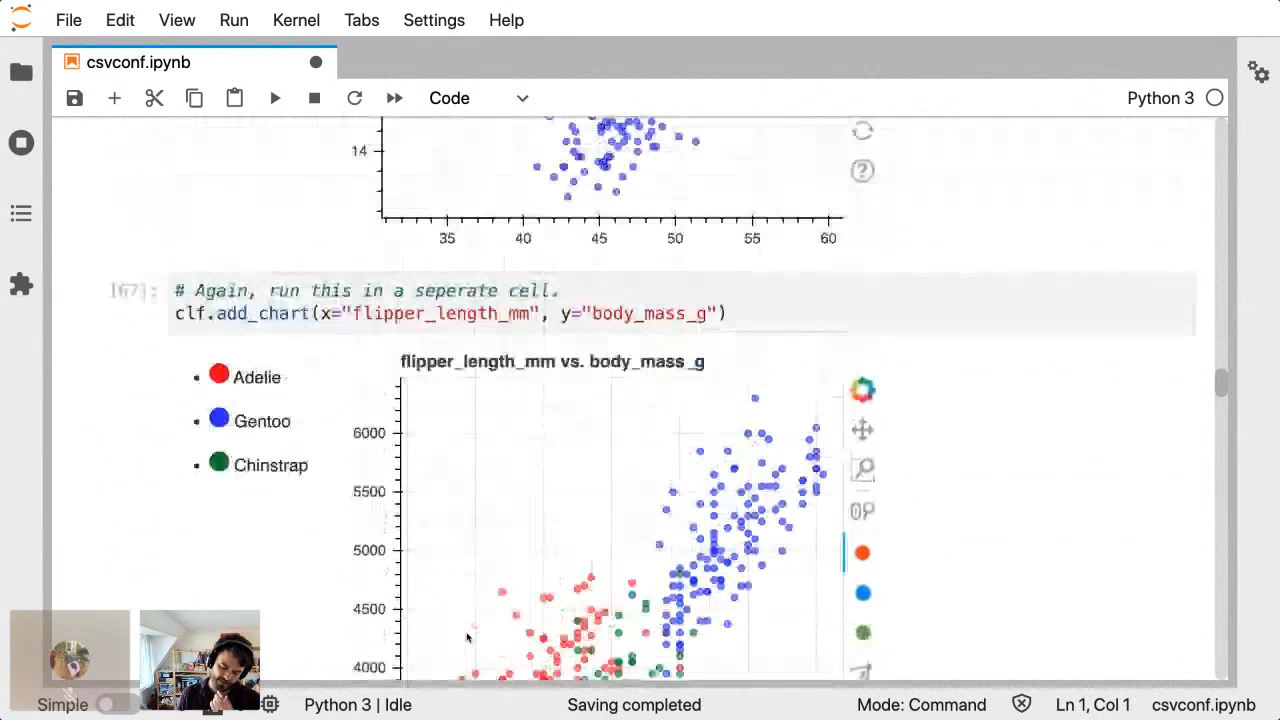 File Edit View Run Kernel Tabs Settings Help
csvconf.ipynb
Code
Python 3
14
35 40 45 50 55 60
[67]: # Again, run this in a seperate cell.
clf.add_chart(x="flipper_length_mm", y="body_mass_g")
flipper_length_mm vs. body_mass_g
Adelie
Gentoo
Chinstrap
6000
5500
5000
4500
4000
Simple
Python 3 | Idle
Saving completed
Mode: Command
Ln 1, Col 1
csvconf.ipynb